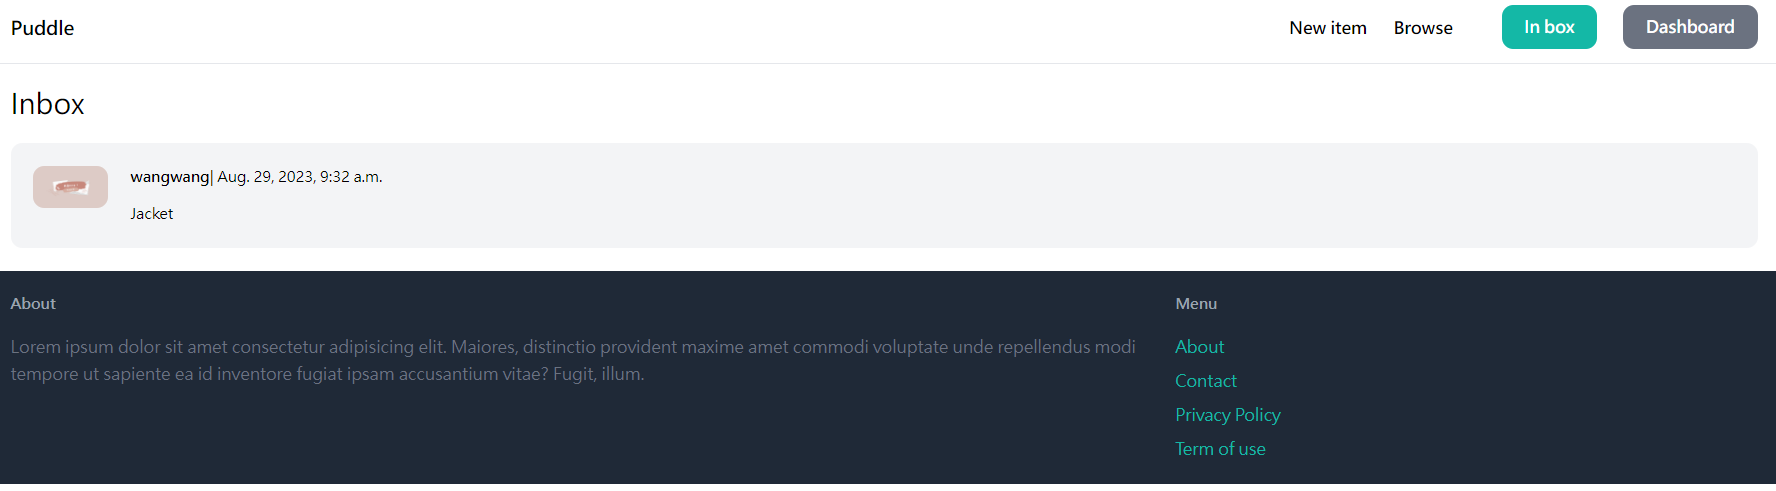 Puddle
New item
Browse
In box
Dashboard
Inbox
wangwang| Aug. 29, 2023, 9:32 a.m.
Jacket
About
Lorem ipsum dolor sit amet consectetur adipisicing elit. Maiores, distinctio provident maxime amet commodi voluptate unde repellendus modi
tempore ut sapiente ea id inventore fugiat ipsam accusantium vitae? Fugit, illum.
Menu
About
Contact
Privacy Policy
Term of use